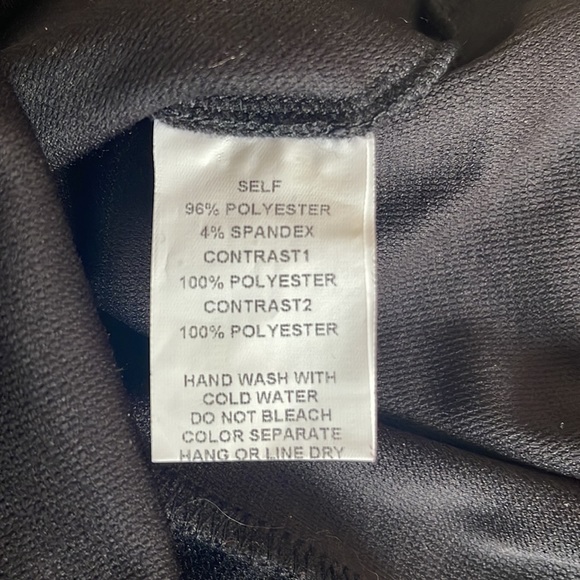 SELF
96% POLYESTER
4% SPANDEX
CONTRAST1
100% POLYESTER
CONTRAST2
100% POLYESTER
HAND WASH WITH
COLD WATER
DO NOT BLEACH
COLOR SEPARATE
HANG OR LINE DRY